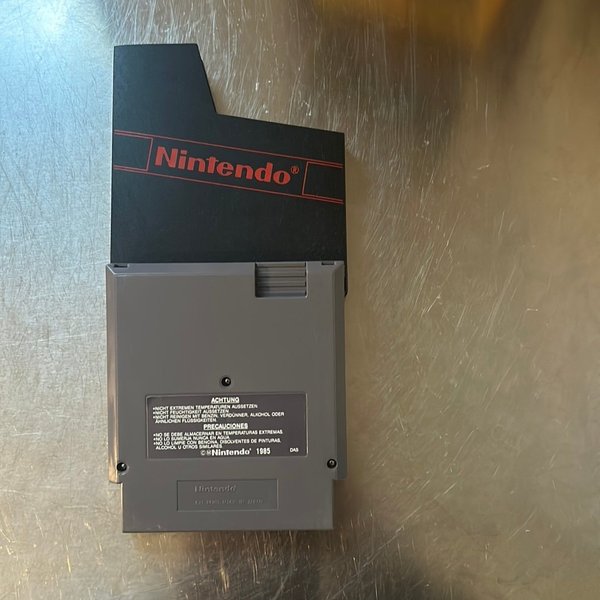 Nintendo®
ACHTUNG
•NICHT EXTREMEN TEMPERATUREN AUSSETZEN.
•NICHT FEUCHTIGKEIT AUSSETZEN.
•NICHT REINIGEN MIT BENZIN, VERDÜNNER, ALKOHOL ODER
ÄHNLICHEN FLÜSSIGKEITEN.
PRECAUCIONES
•NO SE DEBE ALMACERNAR EN TEMPERATURAS EXTREMAS.
•NO LO SUMERJA NUNCA EN AGUA.
•NO LO LIMPIE CON BENCINA, DISOLVENTES DE PINTURAS,
ALCOHOL U OTROS SIMILARES.
©Nintendo® 1985 DAS
Nintendo®